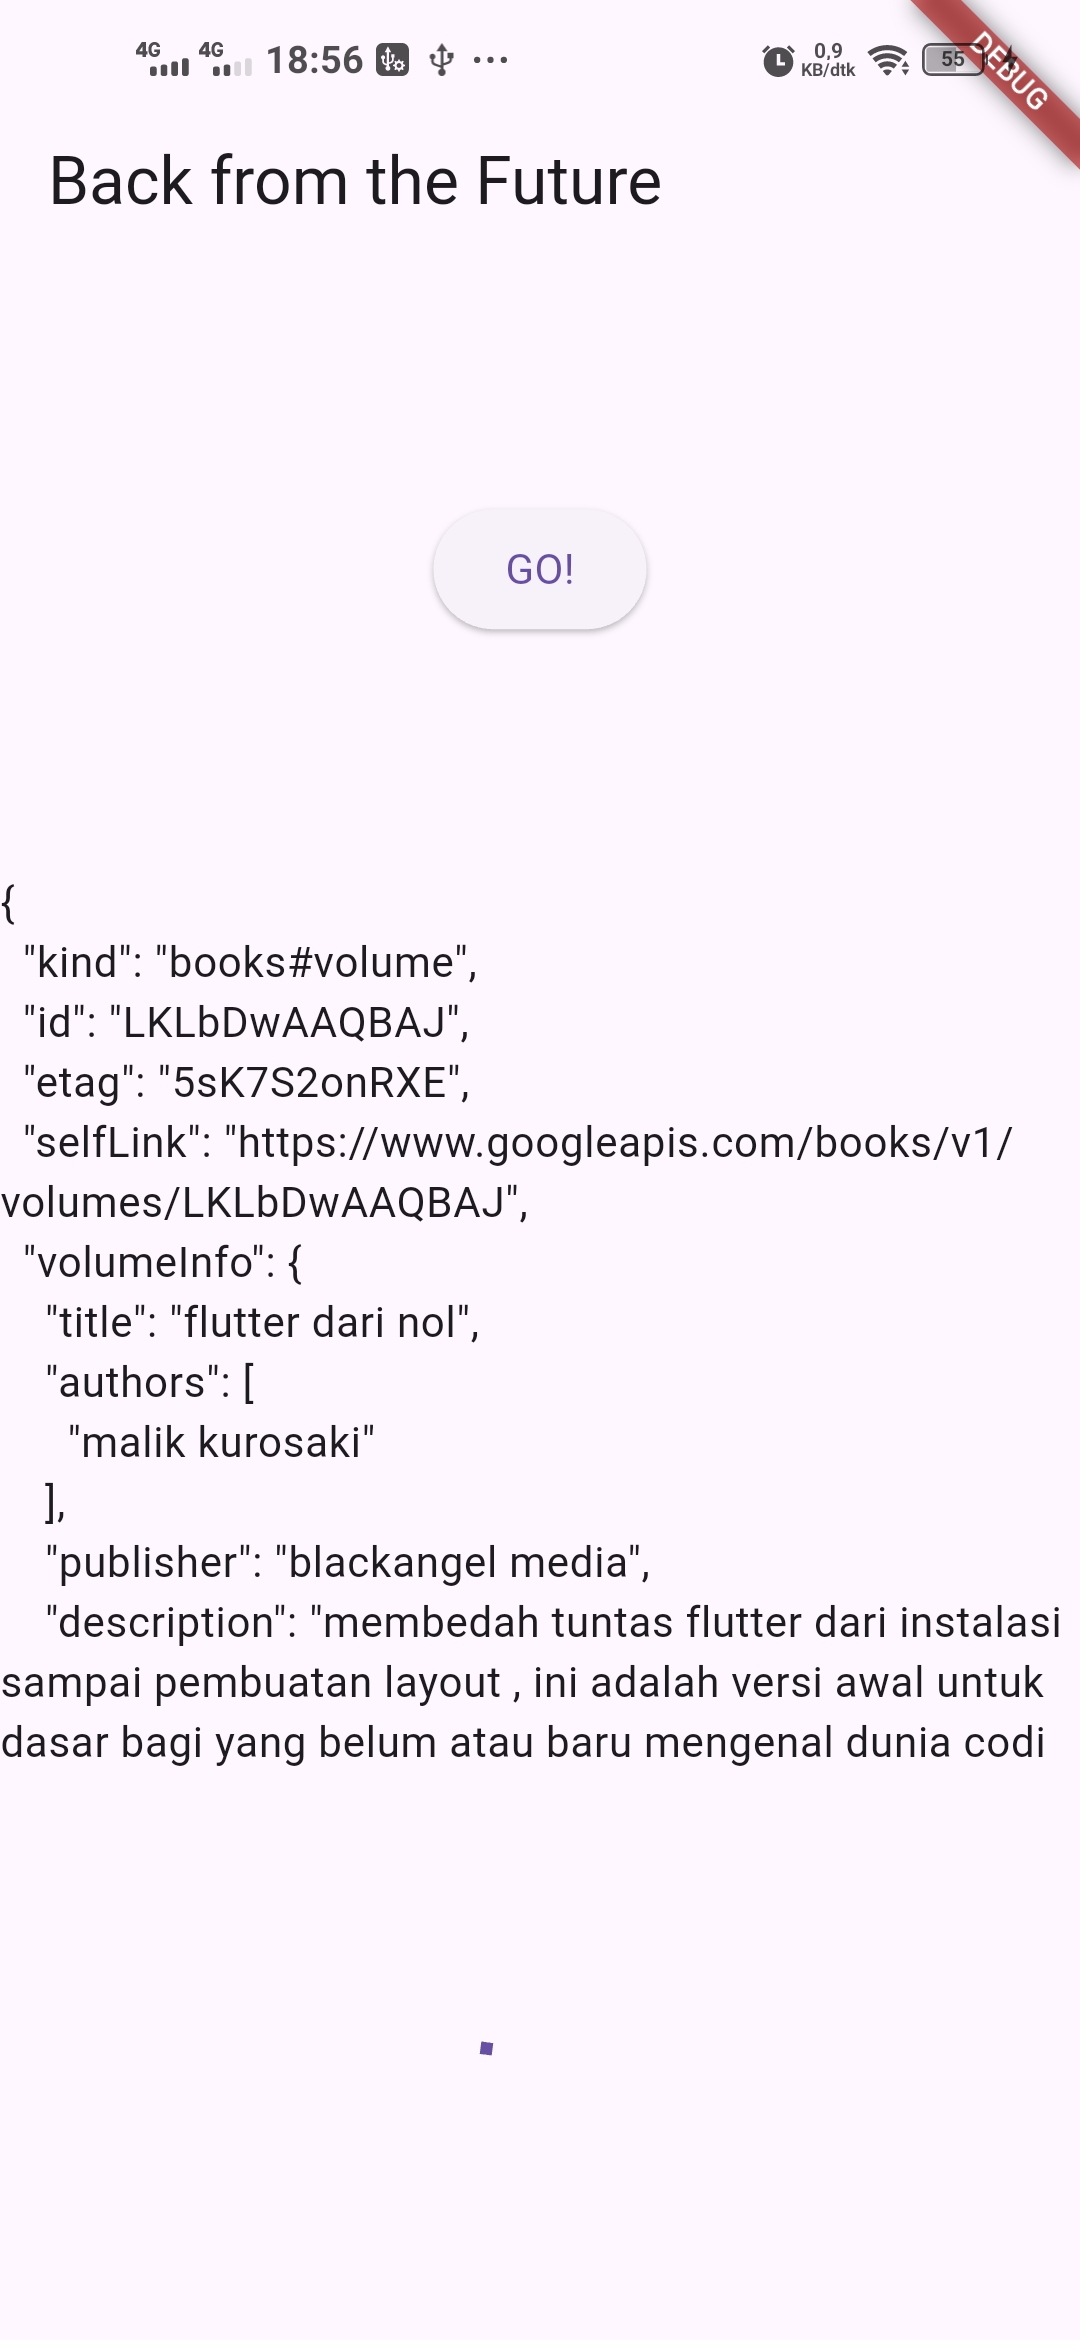 4G 4G 18:56 0,9 KB/dtk 55
DEBUG
Back from the Future
GO!
{
"kind": "books#volume",
"id": "LKLbDwAAQBAJ",
"etag": "5sK7S2onRXE",
"selfLink": "https://www.googleapis.com/books/v1/
volumes/LKLbDwAAQBAJ",
"volumeInfo": {
"title": "flutter dari nol",
"authors": [
"malik kurosaki"
],
"publisher": "blackangel media",
"description": "membedah tuntas flutter dari instalasi
sampai pembuatan layout , ini adalah versi awal untuk
dasar bagi yang belum atau baru mengenal dunia codi